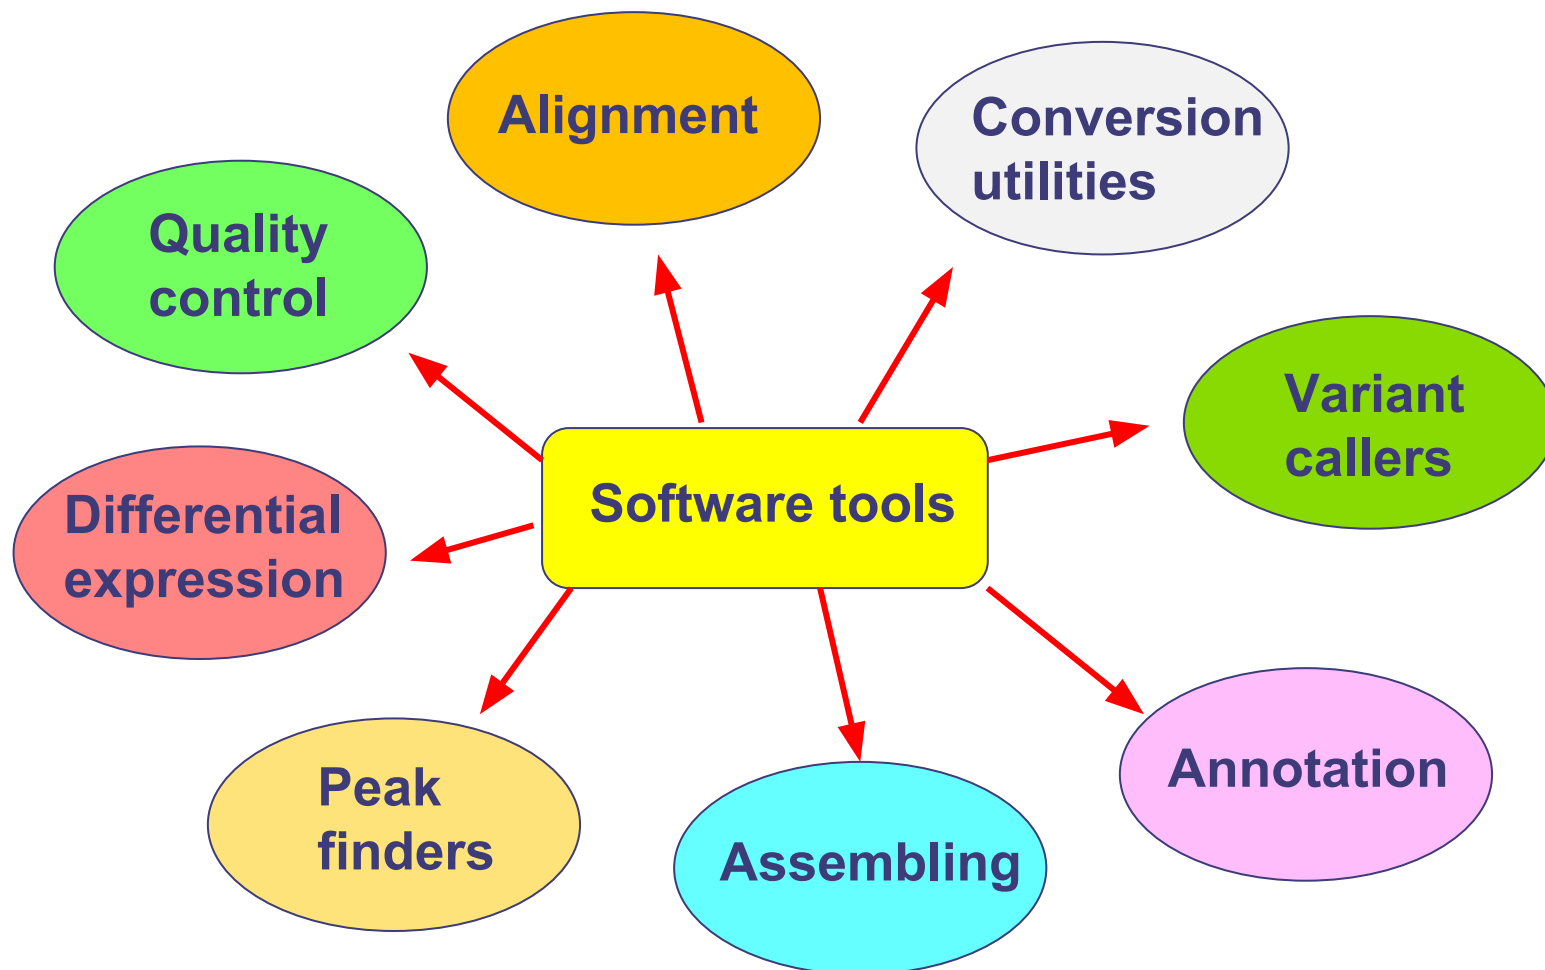 Alignment
Conversion
utilities
Quality
control
Variant
callers
Software tools
Differential
expression
Peak
finders
Assembling
Annotation